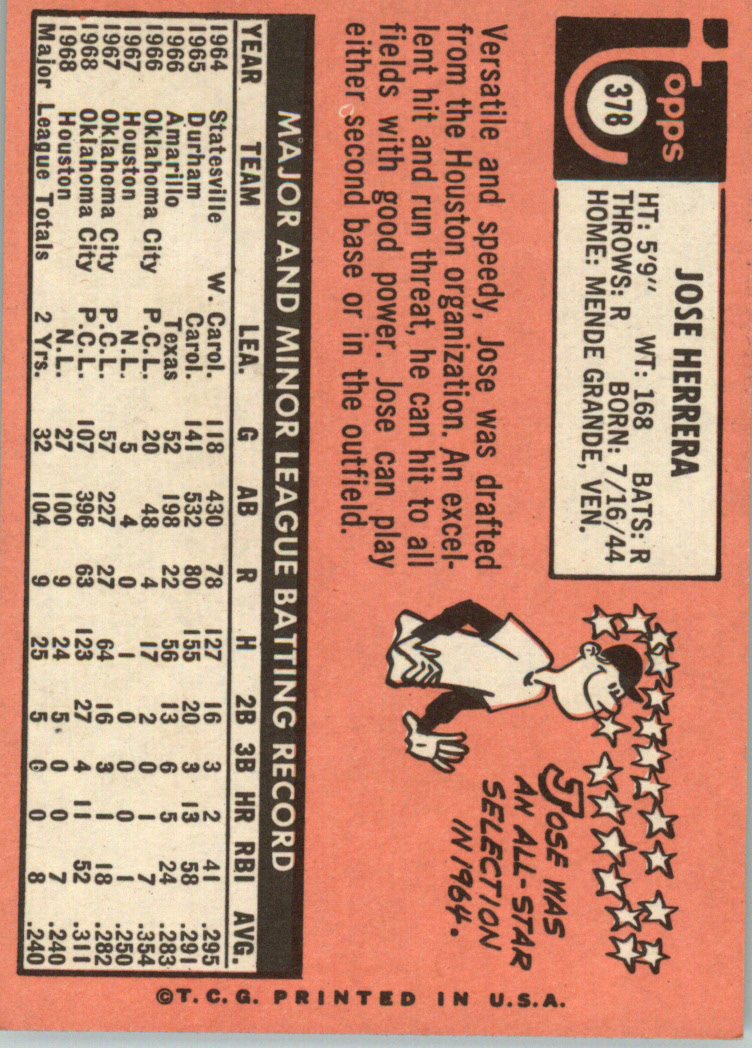 Topps
378
JOSE HERRERA
HT: 5'9" WT: 168 BATS: R
THROWS: R BORN: 7/16/44
HOME: MENDE GRANDE, VEN.
Versatile and speedy, Jose was drafted
from the Houston organization. An excel-
lent hit and run threat, he can hit to all
fields with good power. Jose can play
either second base or in the outfield.
JOSE WAS
AN ALL-STAR
SELECTION
IN 1964.
MAJOR AND MINOR LEAGUE BATTING RECORD
YEAR TEAM LEA. G AB R H 2B 3B HR RBI AVG.
1964 Statesville W. Carol. 118 430 78 127 16 3 2 41 .295
1965 Durham Carol. 141 532 80 155 20 3 13 58 .291
1966 Amarillo Texas 52 198 22 56 13 6 5 24 .283
1966 Oklahoma City P.C.L. 20 48 4 17 2 0 1 7 .354
1967 Houston N.L. 5 4 0 1 0 0 0 1 .250
1967 Oklahoma City P.C.L. 57 227 27 64 16 3 1 18 .282
1968 Oklahoma City P.C.L. 107 396 63 123 27 4 11 52 .311
1968 Houston N.L. 27 100 9 24 5 0 0 7 .240
Major League Totals 2 Yrs. 32 104 9 25 5 0 0 8 .240
©T.C.G. PRINTED IN U.S.A.